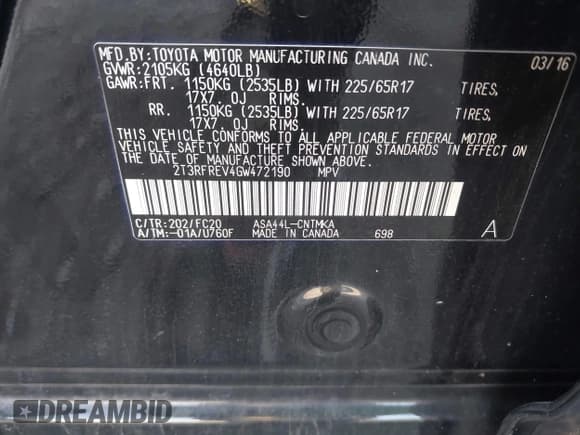 MFD.BY:TOYOTA MOTOR MANUFACTURING CANADA INC. 03/16
GVWR:2105KG (4640LB)
GAWR:FRT. 1150KG (2535LB) WITH 225/65R17 TIRES,
17X7.0J RIMS.
RR. 1150KG (2535LB) WITH 225/65R17 TIRES,
17X7.0J RIMS.
THIS VEHICLE CONFORMS TO ALL APPLICABLE FEDERAL MOTOR
VEHICLE SAFETY AND THEFT PREVENTION STANDARDS IN EFFECT ON
THE DATE OF MANUFACTURE SHOWN ABOVE.
2T3RFREV4GW472190 MPV
C/TR:202/FC20 ASA44L-CNTMKA
A/TM:-01A/U760F MADE IN CANADA 698 A
DREAMBID